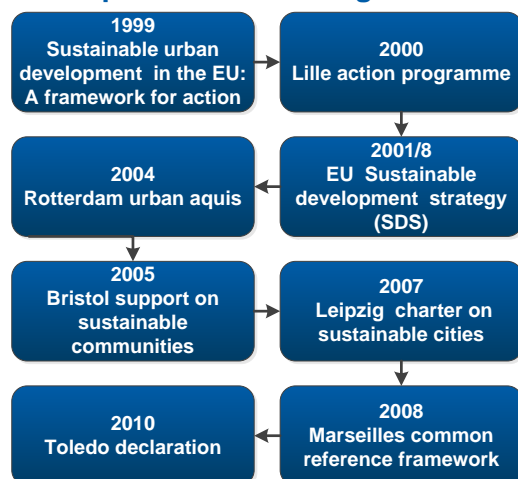 1999
Sustainable urban
development in the EU:
A framework for action
2000
Lille action programme
2001/8
EU Sustainable
development strategy
(SDS)
2004
Rotterdam urban aquis
2005
Bristol support on
sustainable
communities
2007
Leipzig charter on
sustainable cities
2008
Marseilles common
reference framework
2010
Toledo declaration